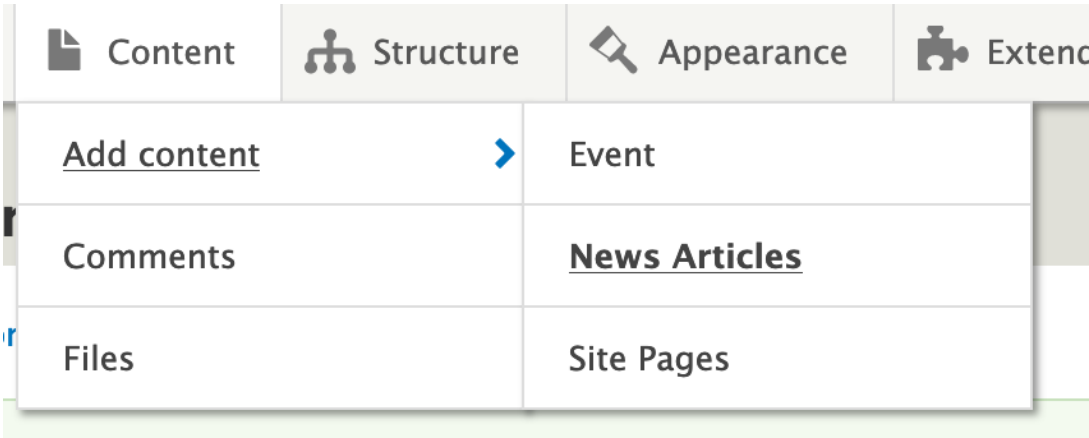 Content Structure Appearance Extend
Add content Event
Comments News Articles
Files Site Pages